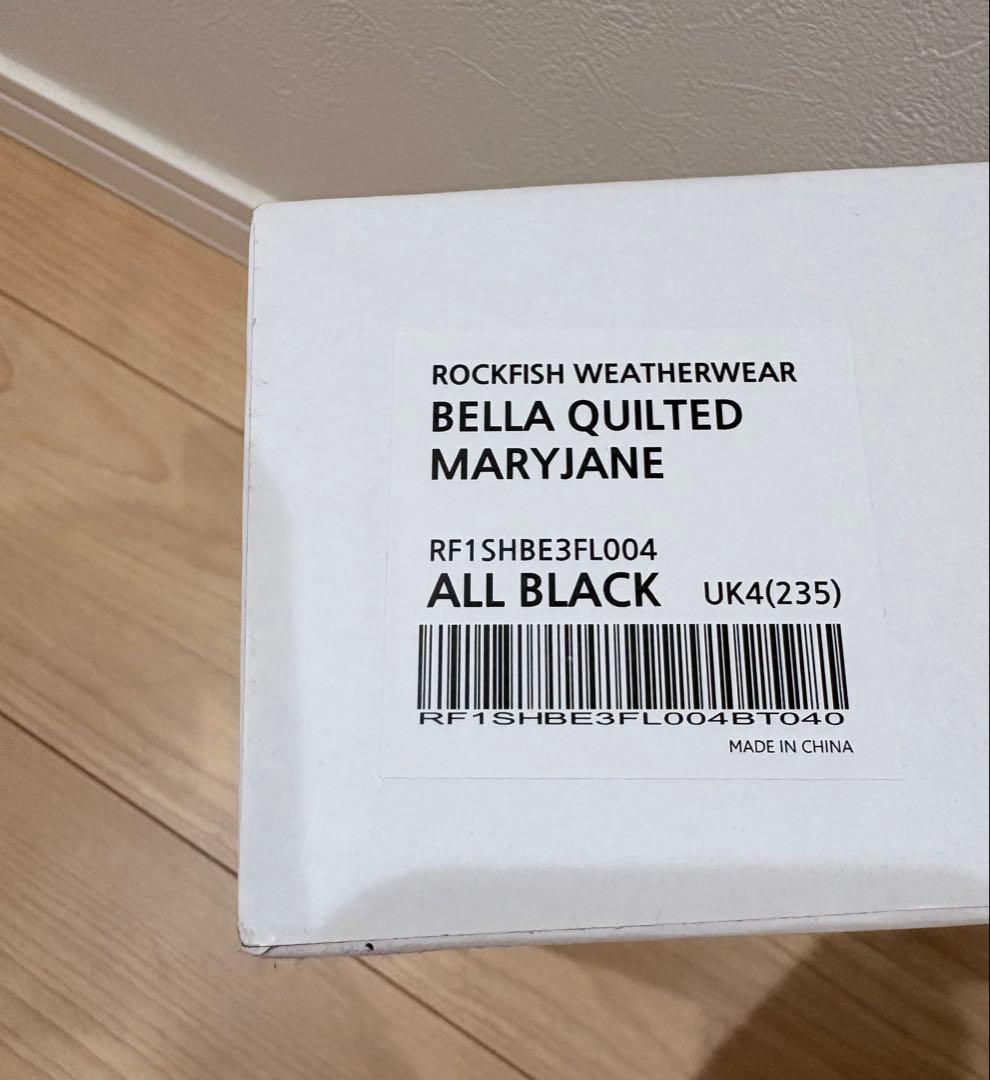 ROCKFISH WEATHERWEAR
BELLA QUILTED
MARYJANE
RF1SHBE3FL004
ALL BLACK UK4(235)
RF1SHBE3FL004BT040
MADE IN CHINA